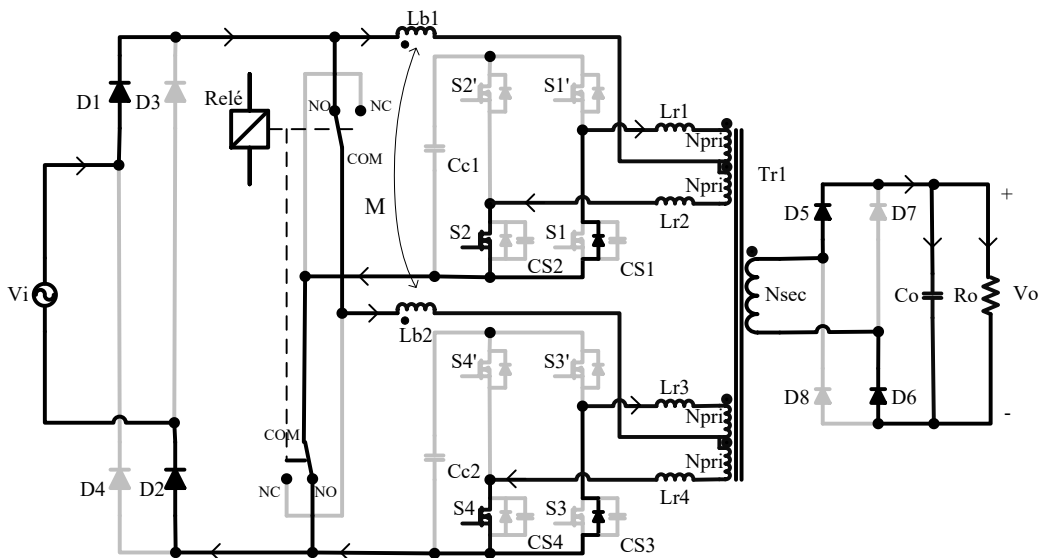 Lb1
D1
D3
Relé
NO
NC
COM
M
S2'
S1'
Cc1
Lr1
Npri
Npri
Lr2
Tr1
S2
S1
CS2
CS1
D5
D7
+
Vi
Nsec
Co
Ro
Vo
Lb2
S4'
S3'
Lr3
Npri
D8
D6
-
COM
Cc2
Npri
Lr4
D4
D2
NC
NO
S4
S3
CS4
CS3